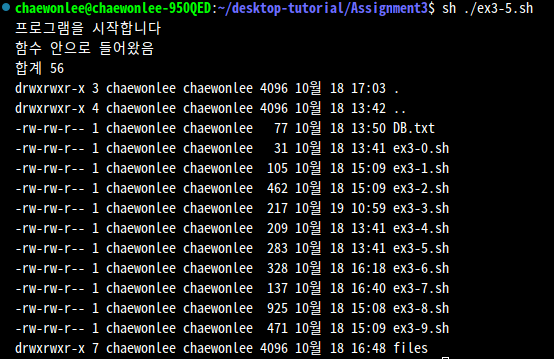 chaewonlee@chaewonlee-950QED:~/desktop-tutorial/Assignment3$ sh ./ex3-5.sh
프로그램을 시작합니다
함수 안으로 들어왔음
합계 56
drwxrwxr-x 3 chaewonlee chaewonlee 4096 10월 18 17:03 .
drwxrwxr-x 4 chaewonlee chaewonlee 4096 10월 18 13:42 ..
-rw-rw-r-- 1 chaewonlee chaewonlee   77 10월 18 13:50 DB.txt
-rw-rw-r-- 1 chaewonlee chaewonlee   31 10월 18 13:41 ex3-0.sh
-rw-rw-r-- 1 chaewonlee chaewonlee  105 10월 18 15:09 ex3-1.sh
-rw-rw-r-- 1 chaewonlee chaewonlee  462 10월 18 15:09 ex3-2.sh
-rw-rw-r-- 1 chaewonlee chaewonlee  217 10월 19 10:59 ex3-3.sh
-rw-rw-r-- 1 chaewonlee chaewonlee  209 10월 18 13:41 ex3-4.sh
-rw-rw-r-- 1 chaewonlee chaewonlee  283 10월 18 13:41 ex3-5.sh
-rw-rw-r-- 1 chaewonlee chaewonlee  328 10월 18 16:18 ex3-6.sh
-rw-rw-r-- 1 chaewonlee chaewonlee  137 10월 18 16:40 ex3-7.sh
-rw-rw-r-- 1 chaewonlee chaewonlee  925 10월 18 15:08 ex3-8.sh
-rw-rw-r-- 1 chaewonlee chaewonlee  471 10월 18 15:09 ex3-9.sh
drwxrwxr-x 7 chaewonlee chaewonlee 4096 10월 18 16:48 files